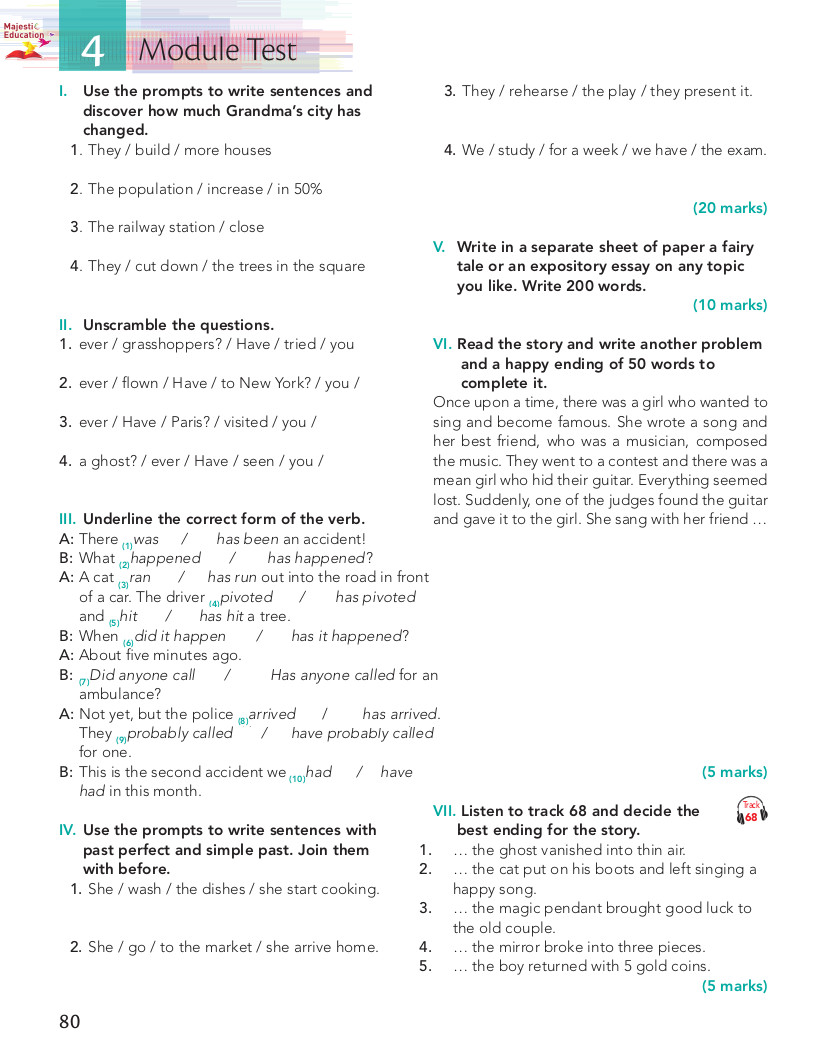 Majestic
Education
4 Module Test
I. Use the prompts to write sentences and
discover how much Grandma's city has
changed.
1. They / build / more houses
2. The population / increase / in 50%
3. The railway station / close
4. They / cut down / the trees in the square
II. Unscramble the questions.
1. ever / grasshoppers? / Have / tried / you
2. ever / flown / Have / to New York? / you /
3. ever / Have / Paris? / visited / you /
4. a ghost? / ever / Have / seen / you /
III. Underline the correct form of the verb.
A: There (1)was / has been an accident!
B: What (2)happened / has happened?
A: A cat (3)ran / has run out into the road in front
of a car. The driver (4)pivoted / has pivoted
and (5)hit / has hit a tree.
B: When (6)did it happen / has it happened?
A: About five minutes ago.
B: (7)Did anyone call / Has anyone called for an
ambulance?
A: Not yet, but the police (8)arrived / has arrived.
They (9)probably called / have probably called
for one.
B: This is the second accident we (10)had / have
had in this month.
IV. Use the prompts to write sentences with
past perfect and simple past. Join them
with before.
1. She / wash / the dishes / she start cooking.
2. She / go / to the market / she arrive home.
3. They / rehearse / the play / they present it.
4. We / study / for a week / we have / the exam.
(20 marks)
V. Write in a separate sheet of paper a fairy
tale or an expository essay on any topic
you like. Write 200 words.
(10 marks)
VI. Read the story and write another problem
and a happy ending of 50 words to
complete it.
Once upon a time, there was a girl who wanted to
sing and become famous. She wrote a song and
her best friend, who was a musician, composed
the music. They went to a contest and there was a
mean girl who hid their guitar. Everything seemed
lost. Suddenly, one of the judges found the guitar
and gave it to the girl. She sang with her friend …
(5 marks)
VII. Listen to track 68 and decide the
best ending for the story.
Track
68
1. … the ghost vanished into thin air.
2. … the cat put on his boots and left singing a
happy song.
3. … the magic pendant brought good luck to
the old couple.
4. … the mirror broke into three pieces.
5. … the boy returned with 5 gold coins.
(5 marks)
80